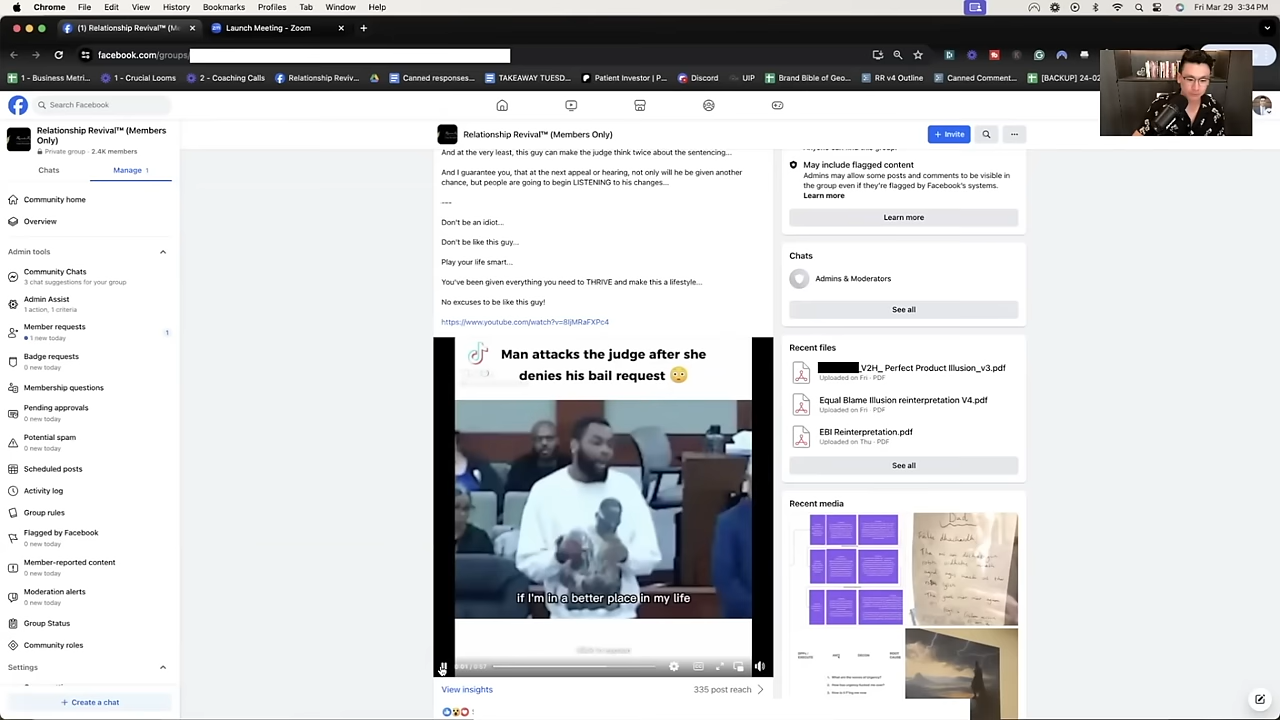 Chrome File Edit View History Bookmarks Profiles Tab Window Help
Fri Mar 29 3:34 PM
(1) Relationship Revival™ (M
Launch Meeting - Zoom
facebook.com/groups/
1 - Business Metri...
1 - Crucial Looms
2 - Coaching Calls
Relationship Reviv...
Canned responses...
TAKEAWAY TUESD...
Patient Investor | P...
Discord
UIP
Brand Bible of Geo...
RR v4 Outline
Canned Comment...
[BACKUP] 24-02
Search Facebook
Relationship Revival™ (Members Only)
Private group · 2.4K members
Chats
Manage 1
Community home
Overview
Admin tools
Community Chats
3 chat suggestions for your group
Admin Assist
1 action, 1 criteria
Member requests
1 new today
1
Badge requests
0 new today
Membership questions
Pending approvals
0 new today
Potential spam
0 new today
Scheduled posts
Activity log
Group rules
Flagged by Facebook
0 new today
Member-reported content
0 new today
Moderation alerts
0 new today
Group Status
Community roles
Settings
+ Create a chat
Relationship Revival™ (Members Only)
+ Invite
And at the very least, this guy can make the judge think twice about the sentencing...
And I guarantee you, that at the next appeal or hearing, not only will he be given another
chance, but people are going to begin LISTENING to his changes...
---
Don't be an idiot...
Don't be like this guy...
Play your life smart...
You've been given everything you need to THRIVE and make this a lifestyle...
No excuses to be like this guy!
https://www.youtube.com/watch?v=8IjMRaFXPc4
Man attacks the judge after she
denies his bail request
if I'm in a better place in my life
View insights
335 post reach
May include flagged content
Admins may allow some posts and comments to be visible in
the group even if they're flagged by Facebook's systems.
Learn more
Learn more
Chats
Admins & Moderators
See all
Recent files
_V2H_ Perfect Product Illusion_v3.pdf
Uploaded on Fri · PDF
Equal Blame Illusion reinterpretation V4.pdf
Uploaded on Fri · PDF
EBI Reinterpretation.pdf
Uploaded on Thu · PDF
See all
Recent media
Dad